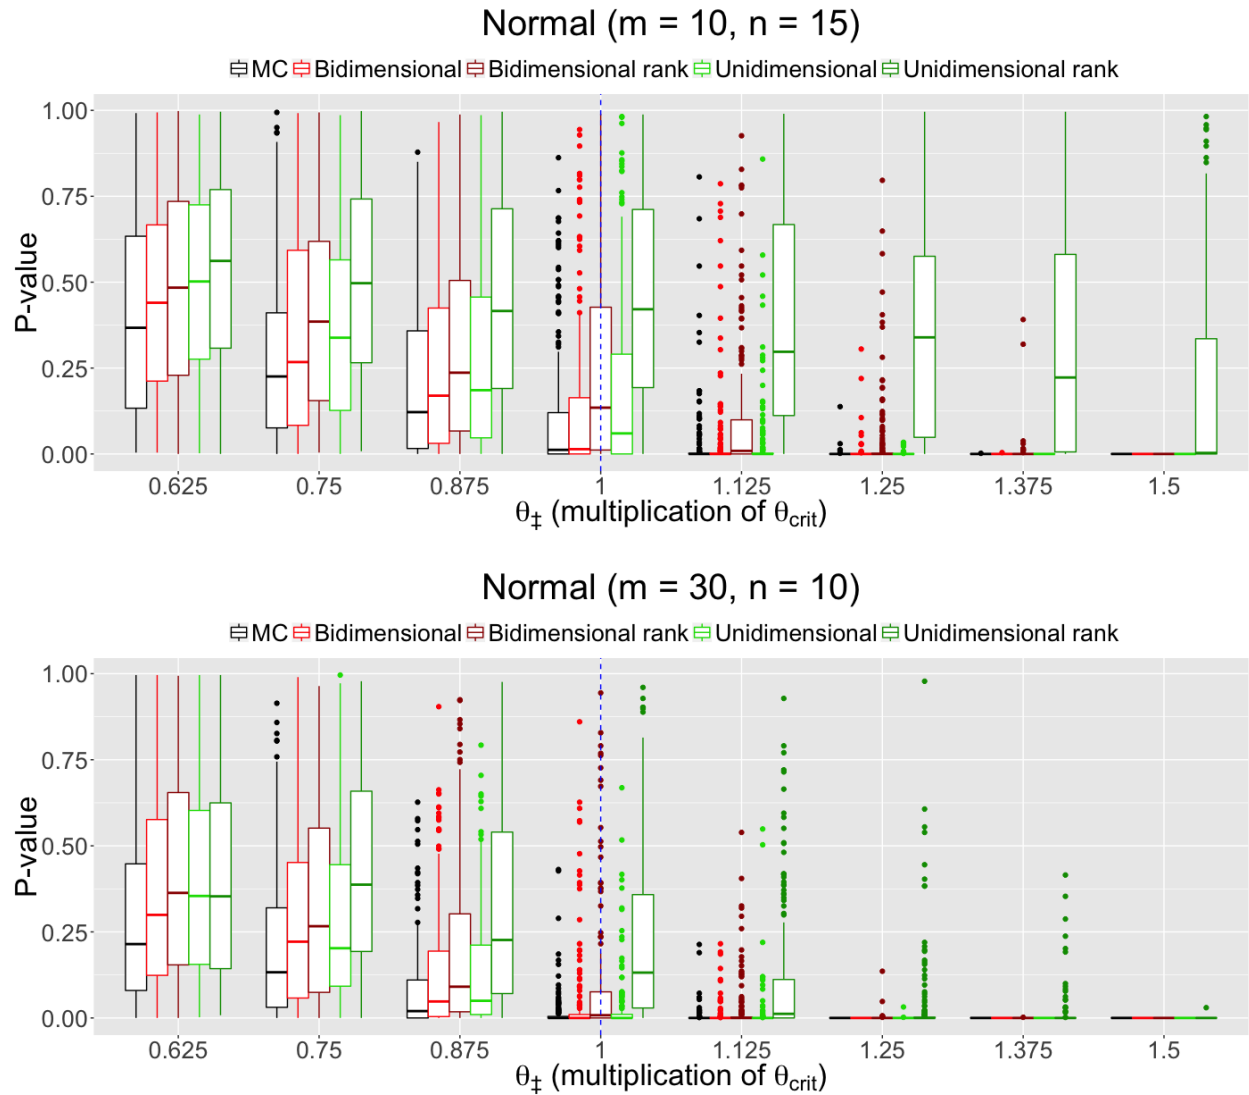 Normal (m = 10, n = 15)
MC Bidimensional Bidimensional rank Unidimensional Unidimensional rank
1.00
0.75
0.50
0.25
0.00
P-value
0.625 0.75 0.875 1 1.125 1.25 1.375 1.5
θ‡ (multiplication of θcrit)
Normal (m = 30, n = 10)
MC Bidimensional Bidimensional rank Unidimensional Unidimensional rank
1.00
0.75
0.50
0.25
0.00
P-value
0.625 0.75 0.875 1 1.125 1.25 1.375 1.5
θ‡ (multiplication of θcrit)